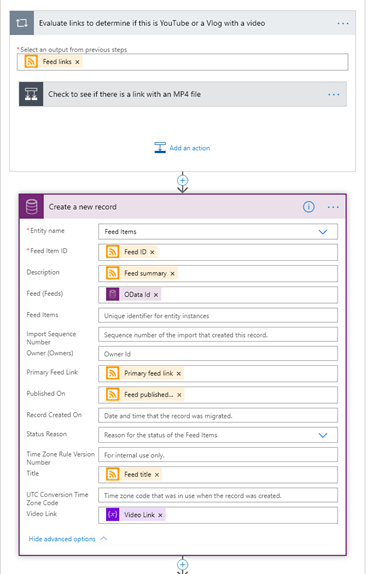 Evaluate links to determine if this is YouTube or a Vlog with a video
* Select an output from previous steps
Feed links ×
Check to see if there is a link with an MP4 file
Add an action
Create a new record
* Entity name
Feed Items
* Feed Item ID
Feed ID ×
Description
Feed summary ×
Feed (Feeds)
OData Id ×
Feed Items
Unique identifier for entity instances
Import Sequence
Number
Sequence number of the import that created this record.
Owner (Owners)
Owner Id
Primary Feed Link
Primary feed link ×
Published On
Feed published... ×
Record Created On
Date and time that the record was migrated.
Status Reason
Reason for the status of the Feed Items
Time Zone Rule Version
Number
For internal use only.
Title
Feed title ×
UTC Conversion Time
Zone Code
Time zone code that was in use when the record was created.
Video Link
{x} Video Link ×
Hide advanced options